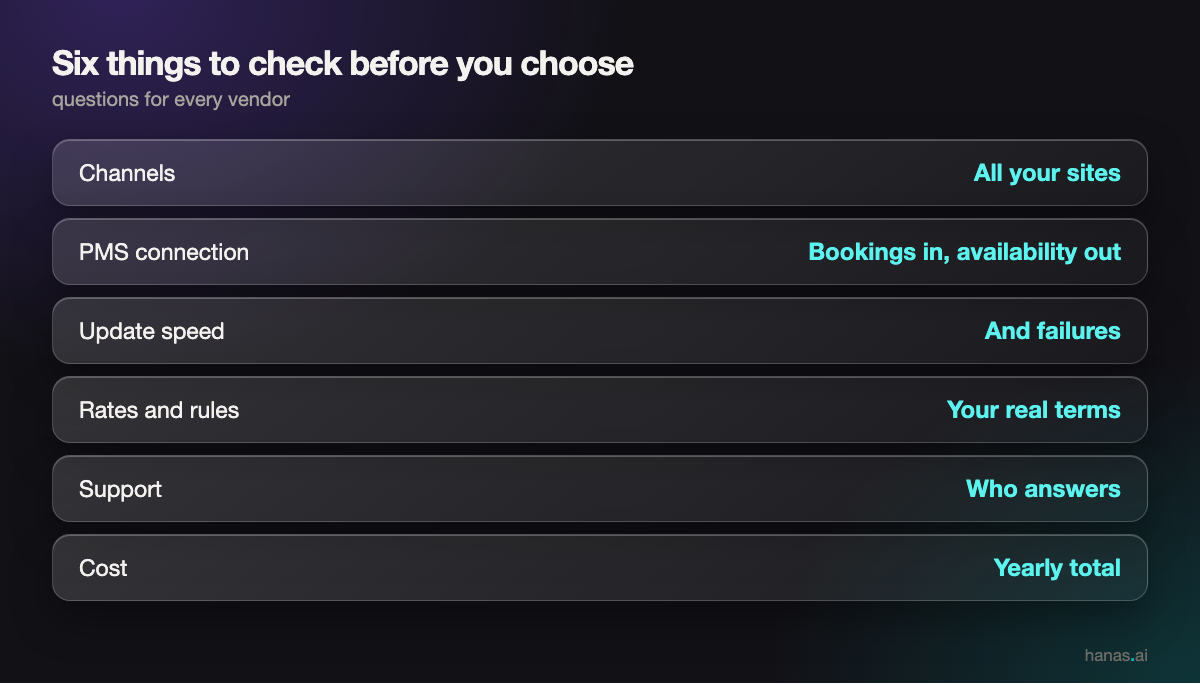 Six things to check before you choose
questions for every vendor
Channels All your sites
PMS connection Bookings in, availability out
Update speed And failures
Rates and rules Your real terms
Support Who answers
Cost Yearly total
hanas.ai